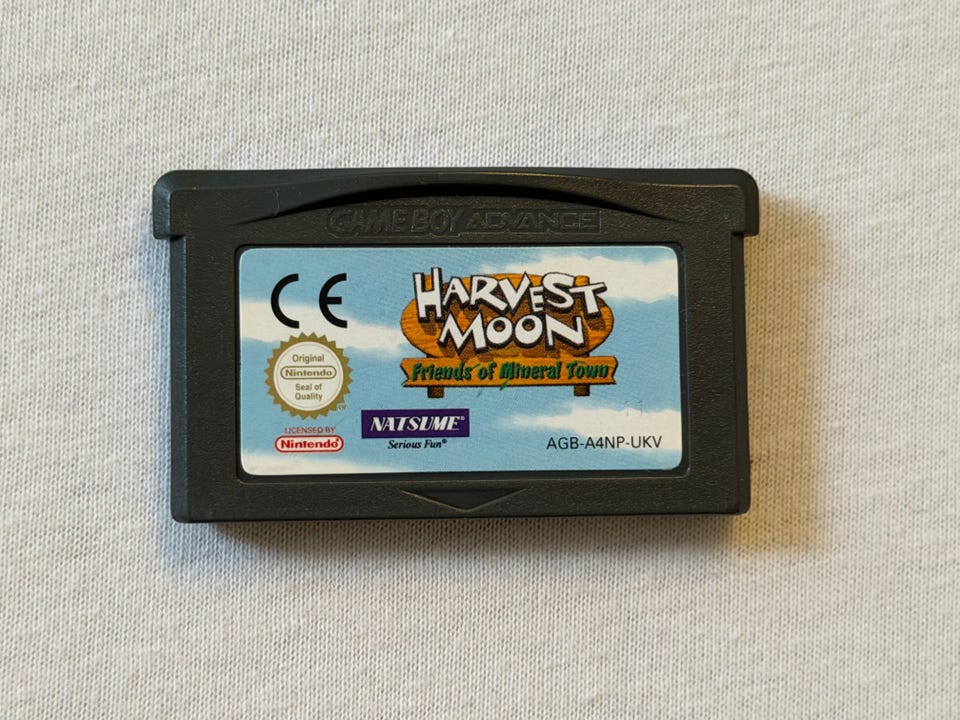 GAME BOY ADVANCE
CE
HARVEST
MOON
Friends of Mineral Town
Original
Nintendo
Seal of
Quality
LICENSED BY
Nintendo
NATSUME®
Serious Fun®
AGB-A4NP-UKV